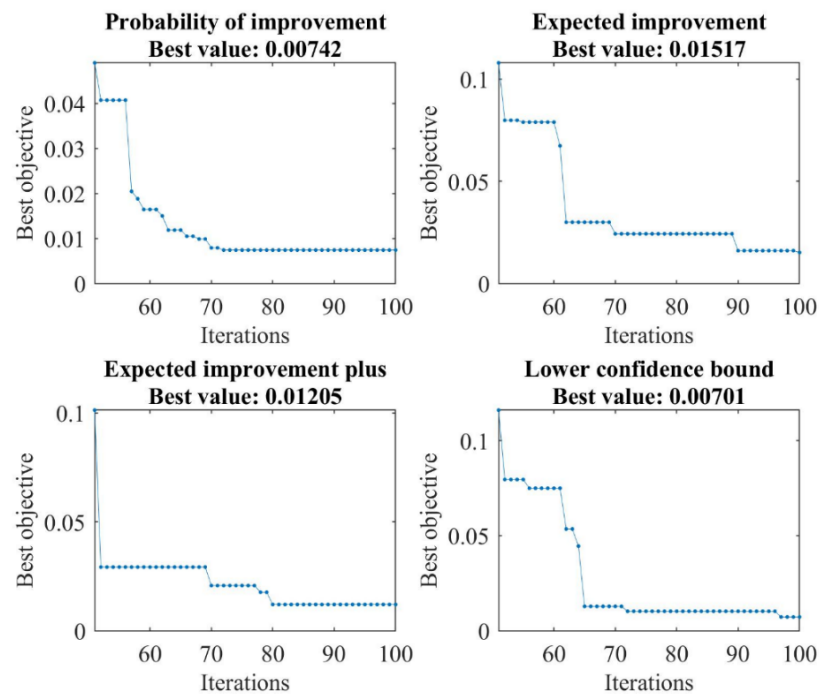 Probability of improvement
Best value: 0.00742
Best objective
0.04
0.03
0.02
0.01
0
60 70 80 90 100
Iterations
Expected improvement
Best value: 0.01517
Best objective
0.1
0.05
0
60 70 80 90 100
Iterations
Expected improvement plus
Best value: 0.01205
Best objective
0.1
0.05
0
60 70 80 90 100
Iterations
Lower confidence bound
Best value: 0.00701
Best objective
0.1
0.05
0
60 70 80 90 100
Iterations